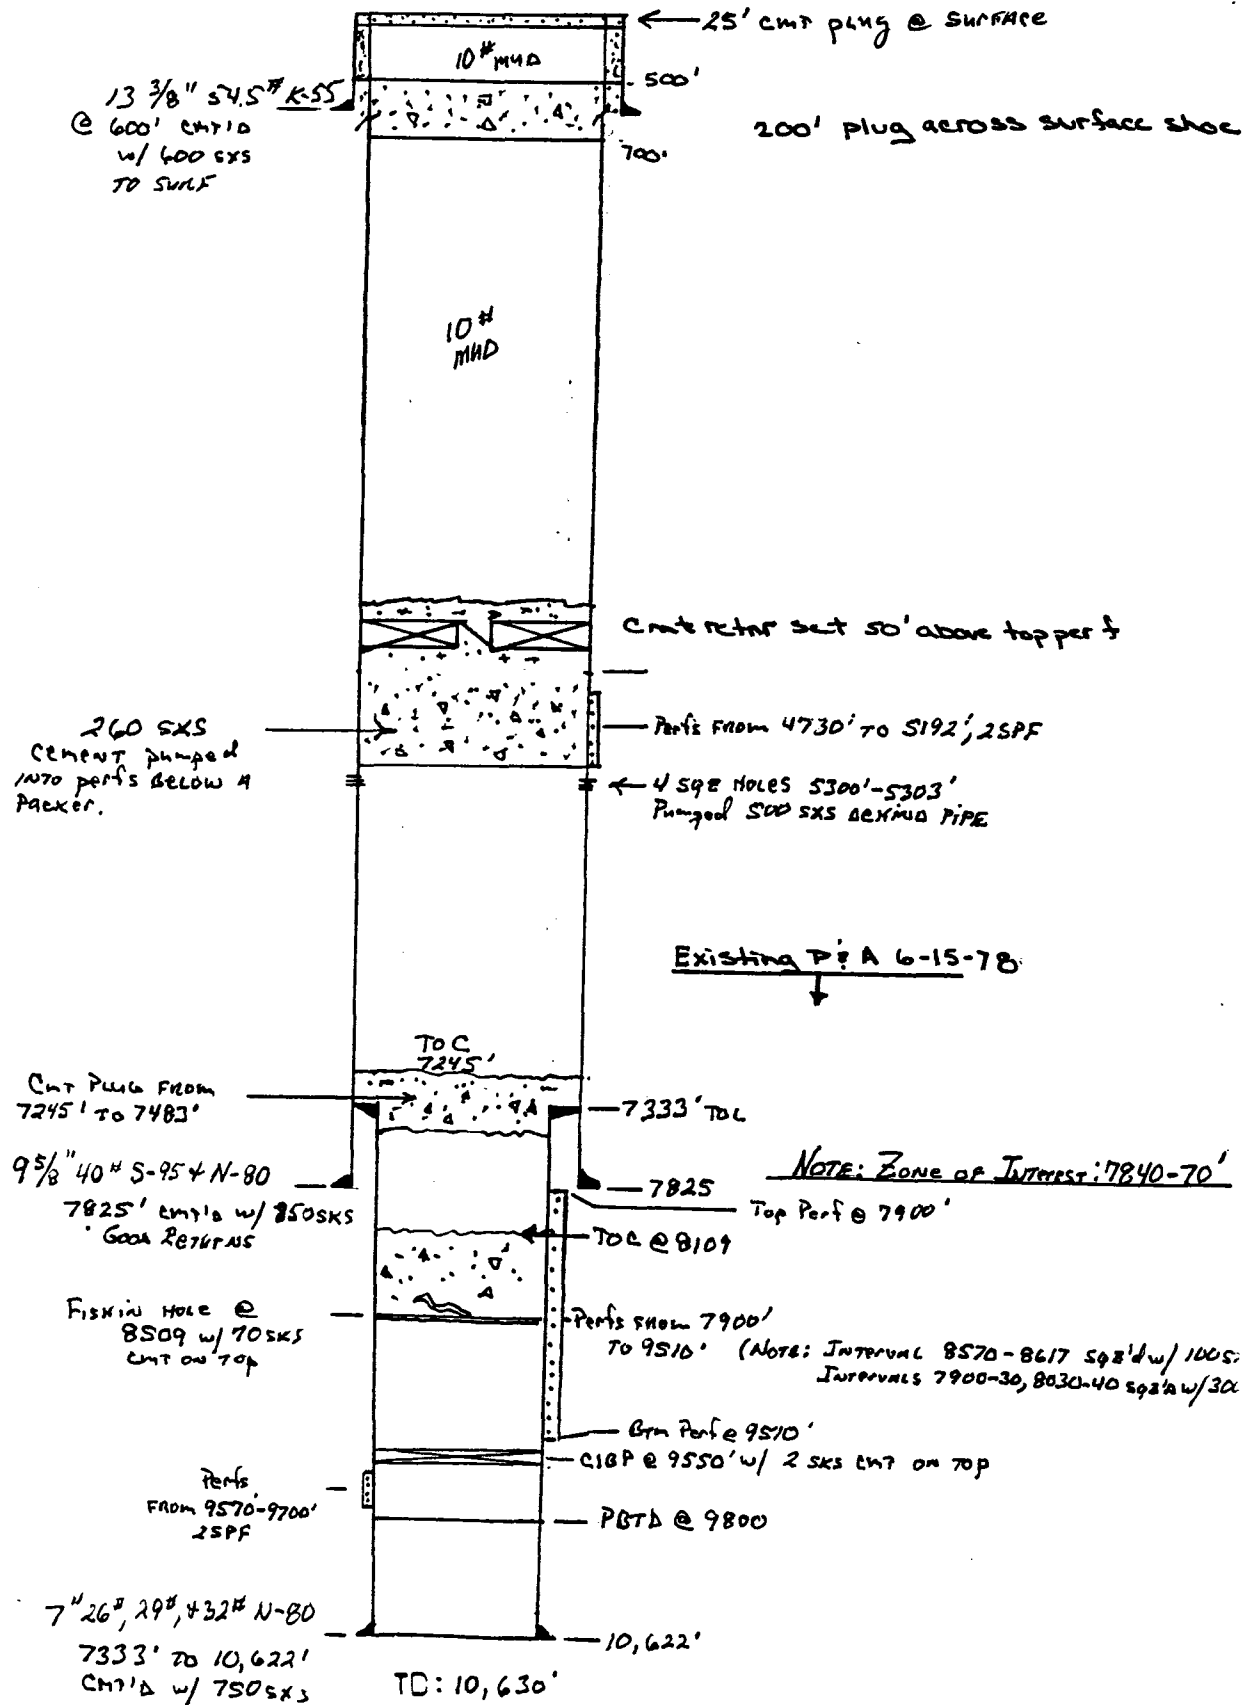 25' cmt plug @ surface
10# MUD
500'
13 3/8" 54.5# K-55
@ 600' CMT'D
w/ 600 SXS
TO SURF
200' plug across surface shoe
700'
10#
MUD
Cmt retnr set 50' above top perf
260 SXS
CEMENT pumped
INTO perfs BELOW A
PACKER.
Perfs FROM 4730' TO 5192', 2SPF
4 SQZ HOLES 5300'-5303'
Pumped 500 SXS BEHIND PIPE
Existing P & A 6-15-78
TOC
7245'
CMT PLUG FROM
7245' TO 7483'
7333' TOL
9 5/8" 40# S-95 & N-80
7825' CMT'D w/ 850 SKS
GOOD RETURNS
7825
NOTE: ZONE OF INTEREST: 7840-70'
Top Perf @ 7900'
TOC @ 8109
FISH IN HOLE @
8509 w/ 70 SKS
CMT ON TOP
Perfs FROM 7900'
TO 9510' (NOTE: INTERVAL 8570-8617 SQZ'd w/ 100 S
INTERVALS 7900-30, 8030-40 SQZ'D w/
Btm Perf @ 9510'
CIBP @ 9550' w/ 2 SKS CMT ON TOP
Perfs
FROM 9570-9700'
2SPF
PBTD @ 9800
7" 26#, 29#, & 32# N-80
7333' TO 10,622'
CMT'D w/ 750 SXS
10,622'
TD: 10,630'